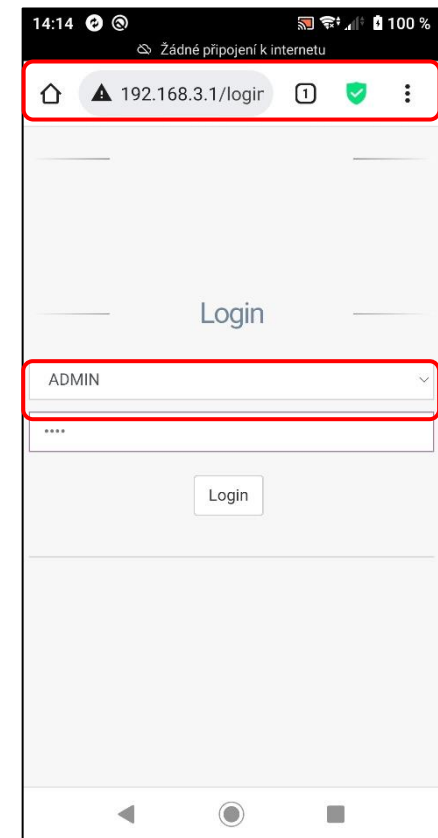 14:14 100 %
Žádné připojení k internetu
192.168.3.1/login 1
Login
ADMIN
••••
Login